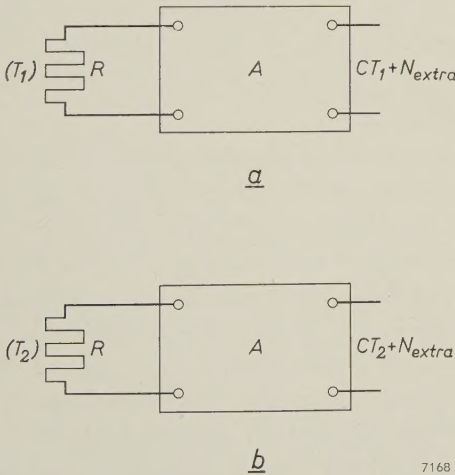 (T₁) R A CT₁+Nextra
a
(T₂) R A CT₂+Nextra
b
7168